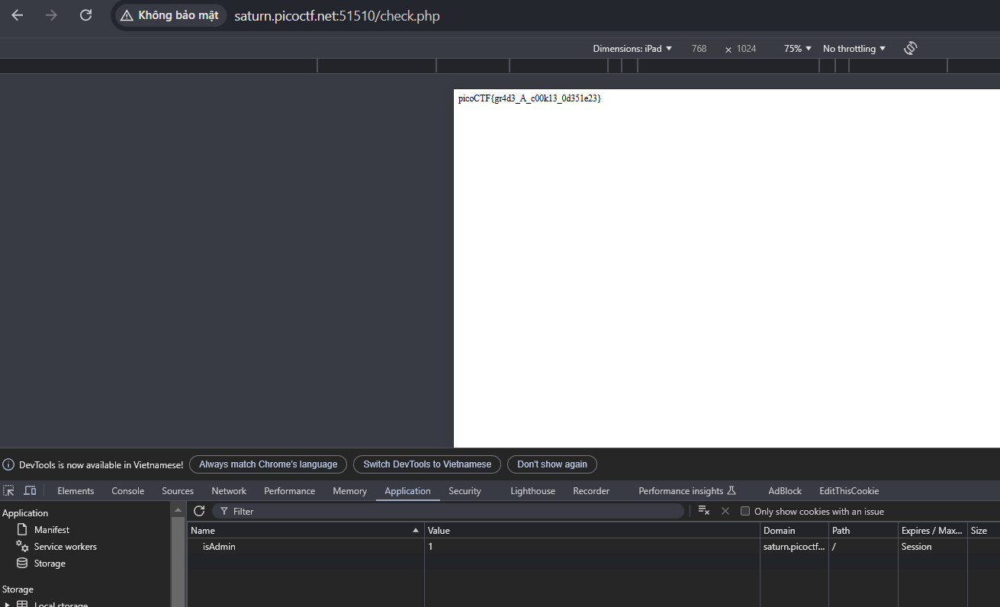 Không bảo mật saturn.picoctf.net:51510/check.php
Dimensions: iPad 768 x 1024 75% No throttling
picoCTF{gr4d3_A_c00k13_0d351e23}
DevTools is now available in Vietnamese! Always match Chrome's language Switch DevTools to Vietnamese Don't show again
Elements Console Sources Network Performance Memory Application Security Lighthouse Recorder Performance insights AdBlock EditThisCookie
Application
Filter Only show cookies with an issue
Manifest
Name Value Domain Path Expires / Max... Size
Service workers
isAdmin 1 saturn.picoctf... / Session
Storage
Storage
Local storage